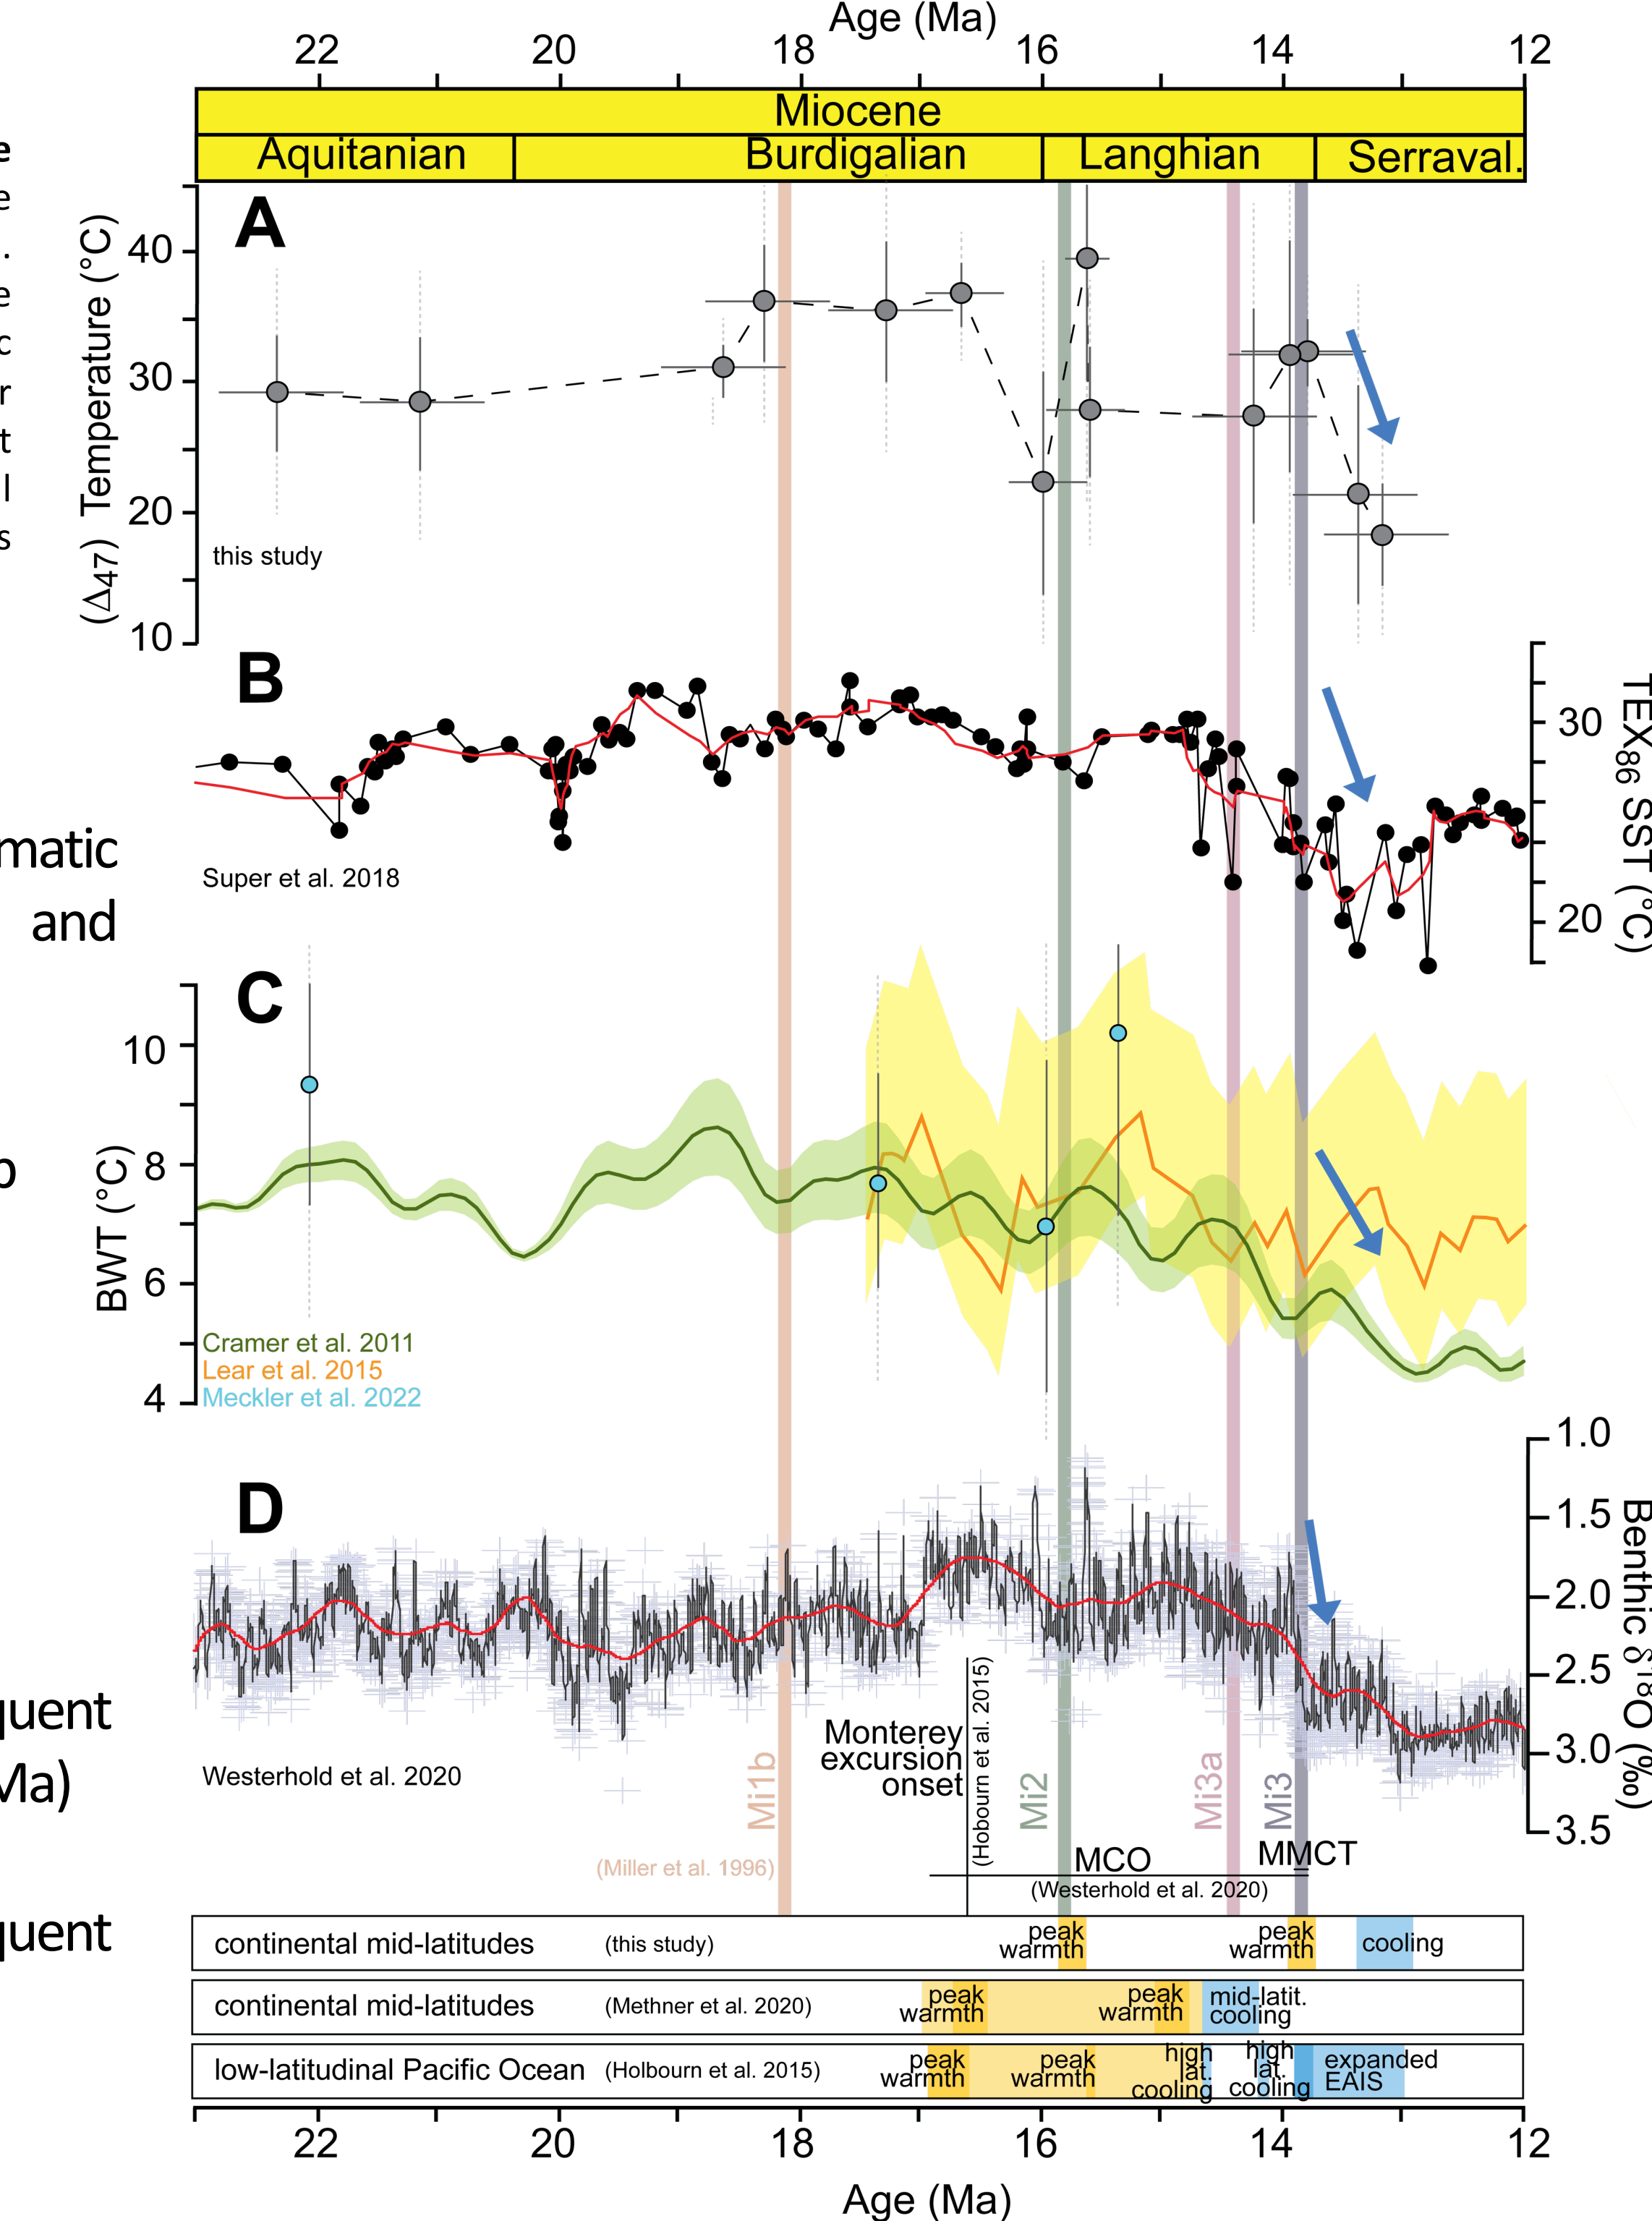 Age (Ma)
22 20 18 16 14 12
Miocene
Aquitanian Burdigalian Langhian Serraval.
A
(Δ47) Temperature (°C)
40
30
20
10
this study
B
TEX86 SST (°C)
30
20
Super et al. 2018
matic
and
C
BWT (°C)
10
8
6
4
Cramer et al. 2011
Lear et al. 2015
Meckler et al. 2022
D
Benthic δ18O (‰)
1.0
1.5
2.0
2.5
3.0
3.5
quent
Ma)
quent
Westerhold et al. 2020
Monterey
excursion
onset
(Hobourn et al. 2015)
Mi1b
Mi2
Mi3a
Mi3
(Miller et al. 1996)
MCO
MMCT
(Westerhold et al. 2020)
continental mid-latitudes (this study)
peak
warmth
peak
warmth
cooling
continental mid-latitudes (Methner et al. 2020)
peak
warmth
peak
warmth
mid-latit.
cooling
low-latitudinal Pacific Ocean (Holbourn et al. 2015)
peak
warmth
peak
warmth
high
lat.
cooling
high
lat.
cooling
expanded
EAIS
22 20 18 16 14 12
Age (Ma)